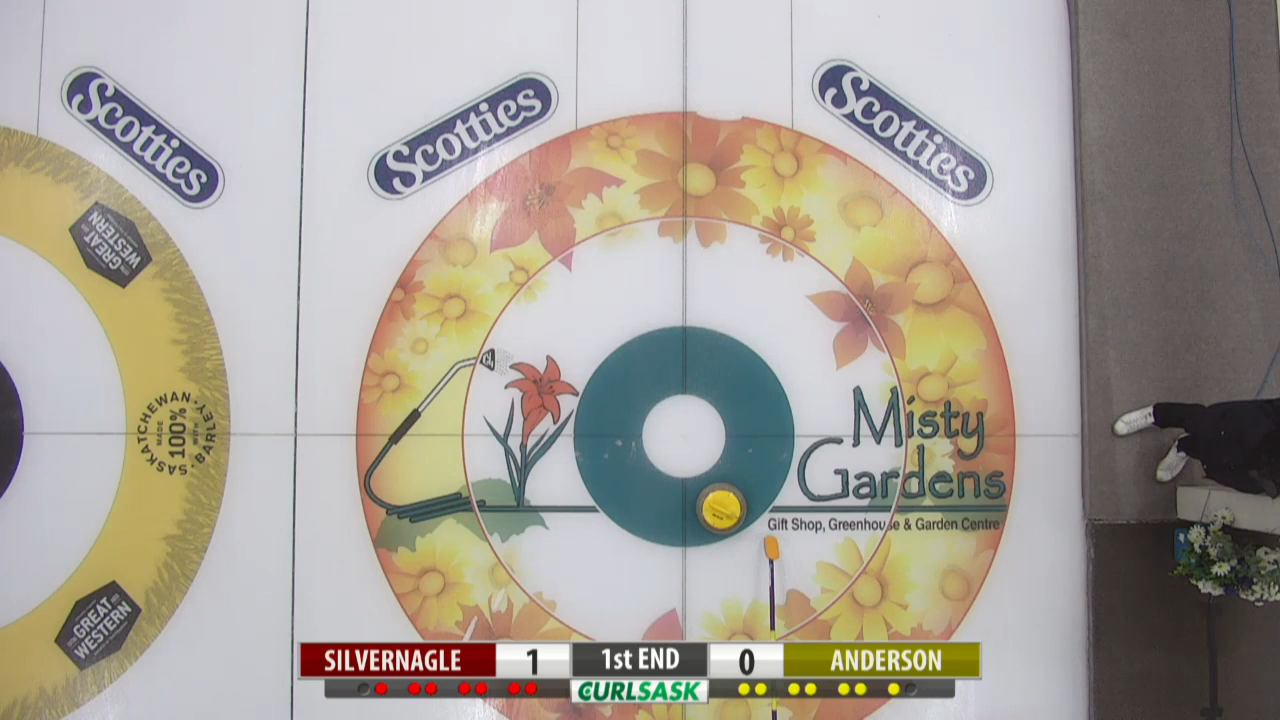 Scotties
Scotties
Scotties
GREAT
WESTERN
SASKATCHEWAN
MADE
100%
WITH
BARLEY
Misty
Gardens
Gift Shop, Greenhouse & Garden Centre
GREAT
WESTERN
SILVERNAGLE 1 1st END 0 ANDERSON
CURLSASK